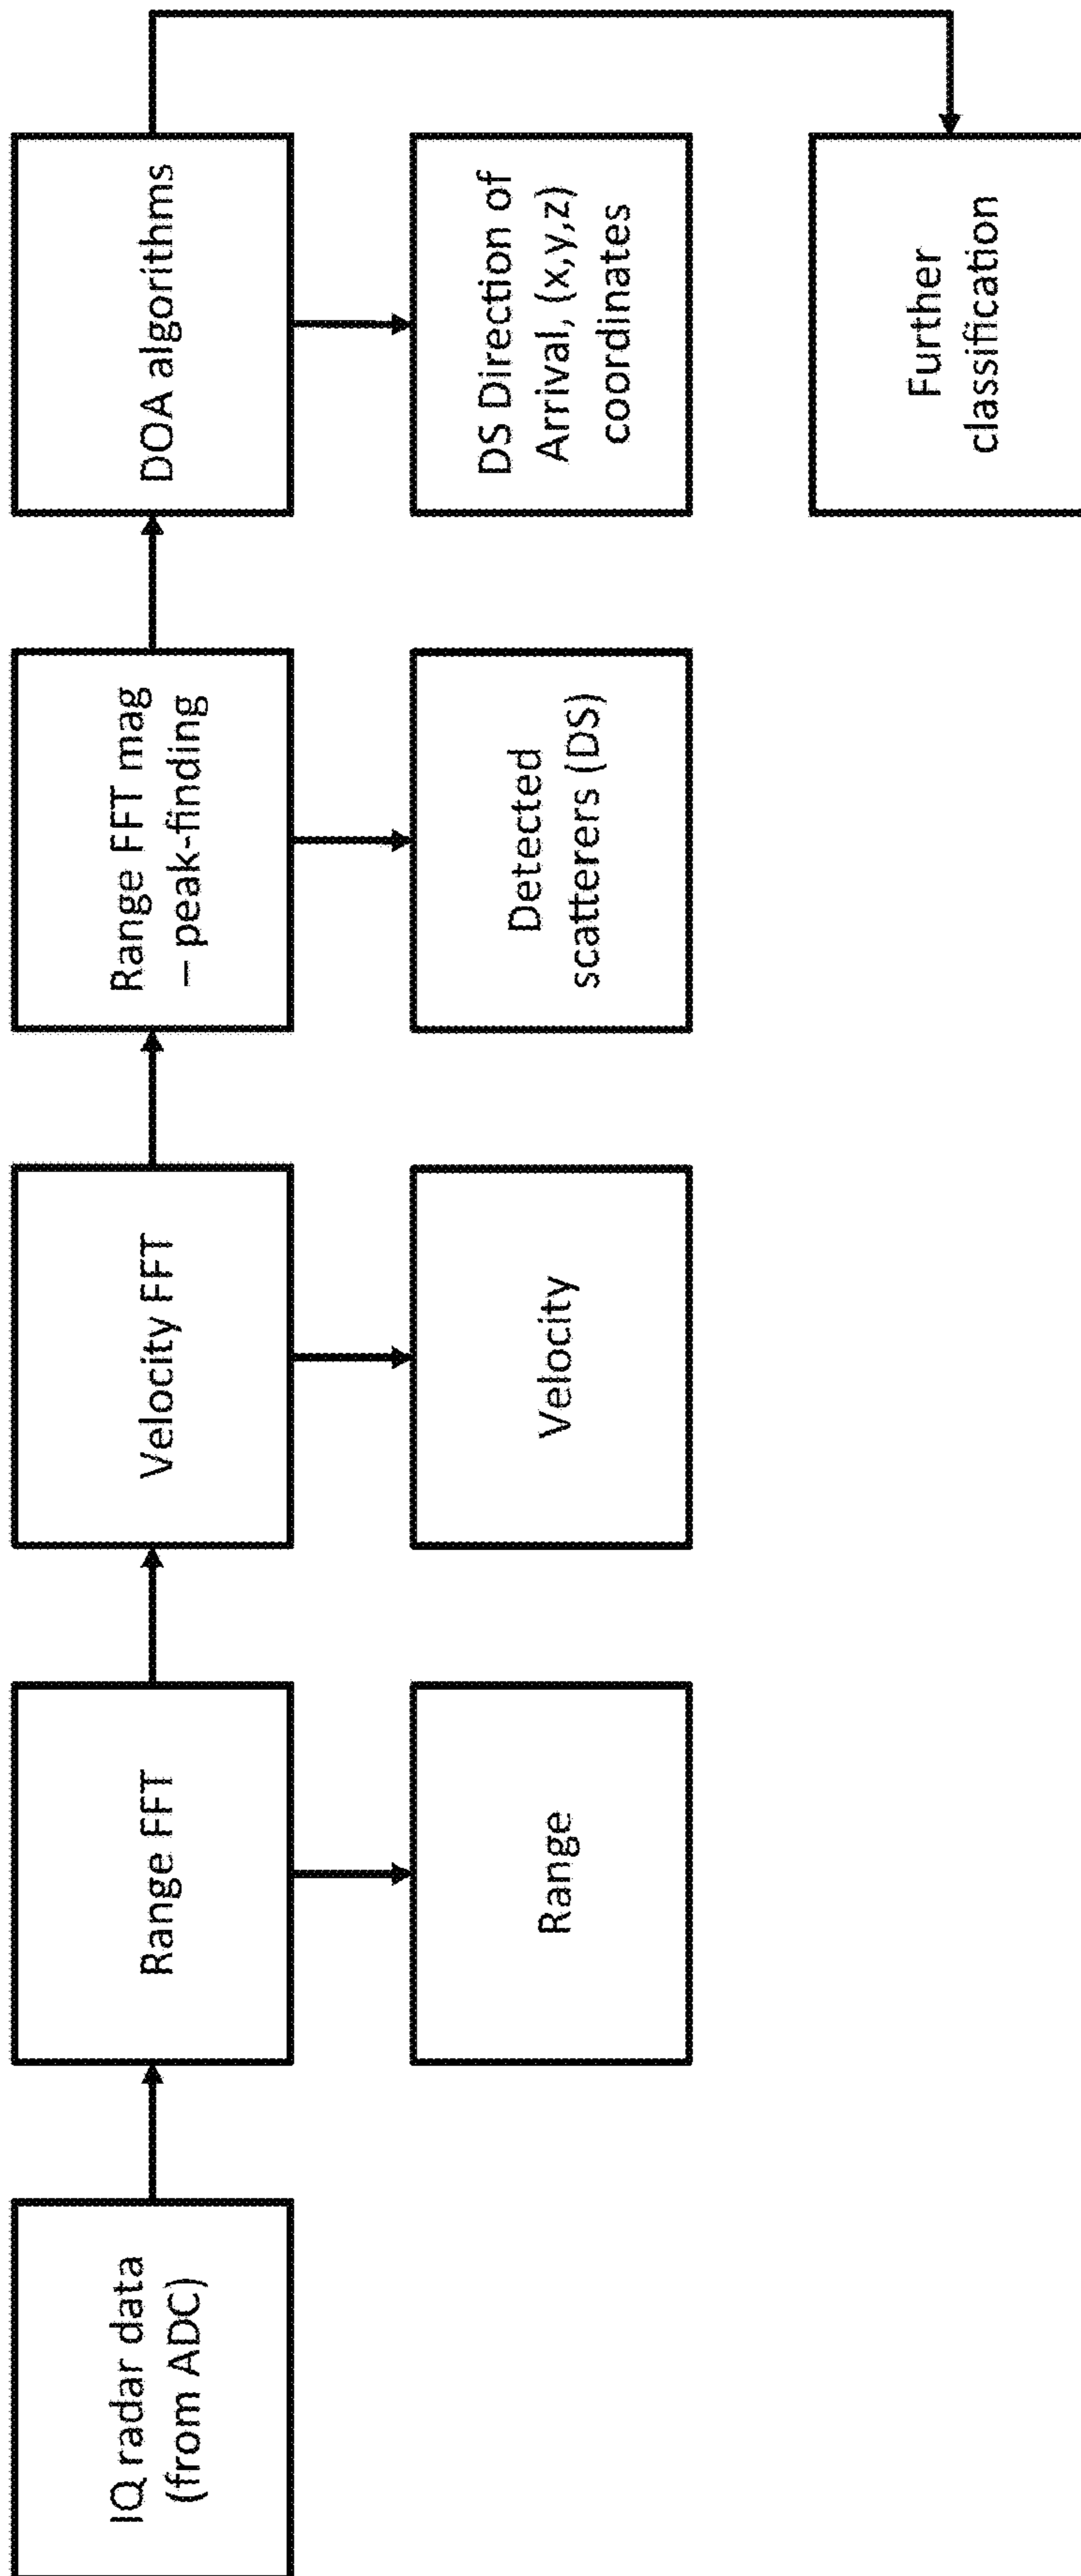 IQ radar data
(from ADC)
Range FFT
Velocity FFT
Range FFT mag
– peak-finding
DOA algorithms
Range
Velocity
Detected
scatterers (DS)
DS Direction of
Arrival, (x,y,z)
coordinates
Further
classification